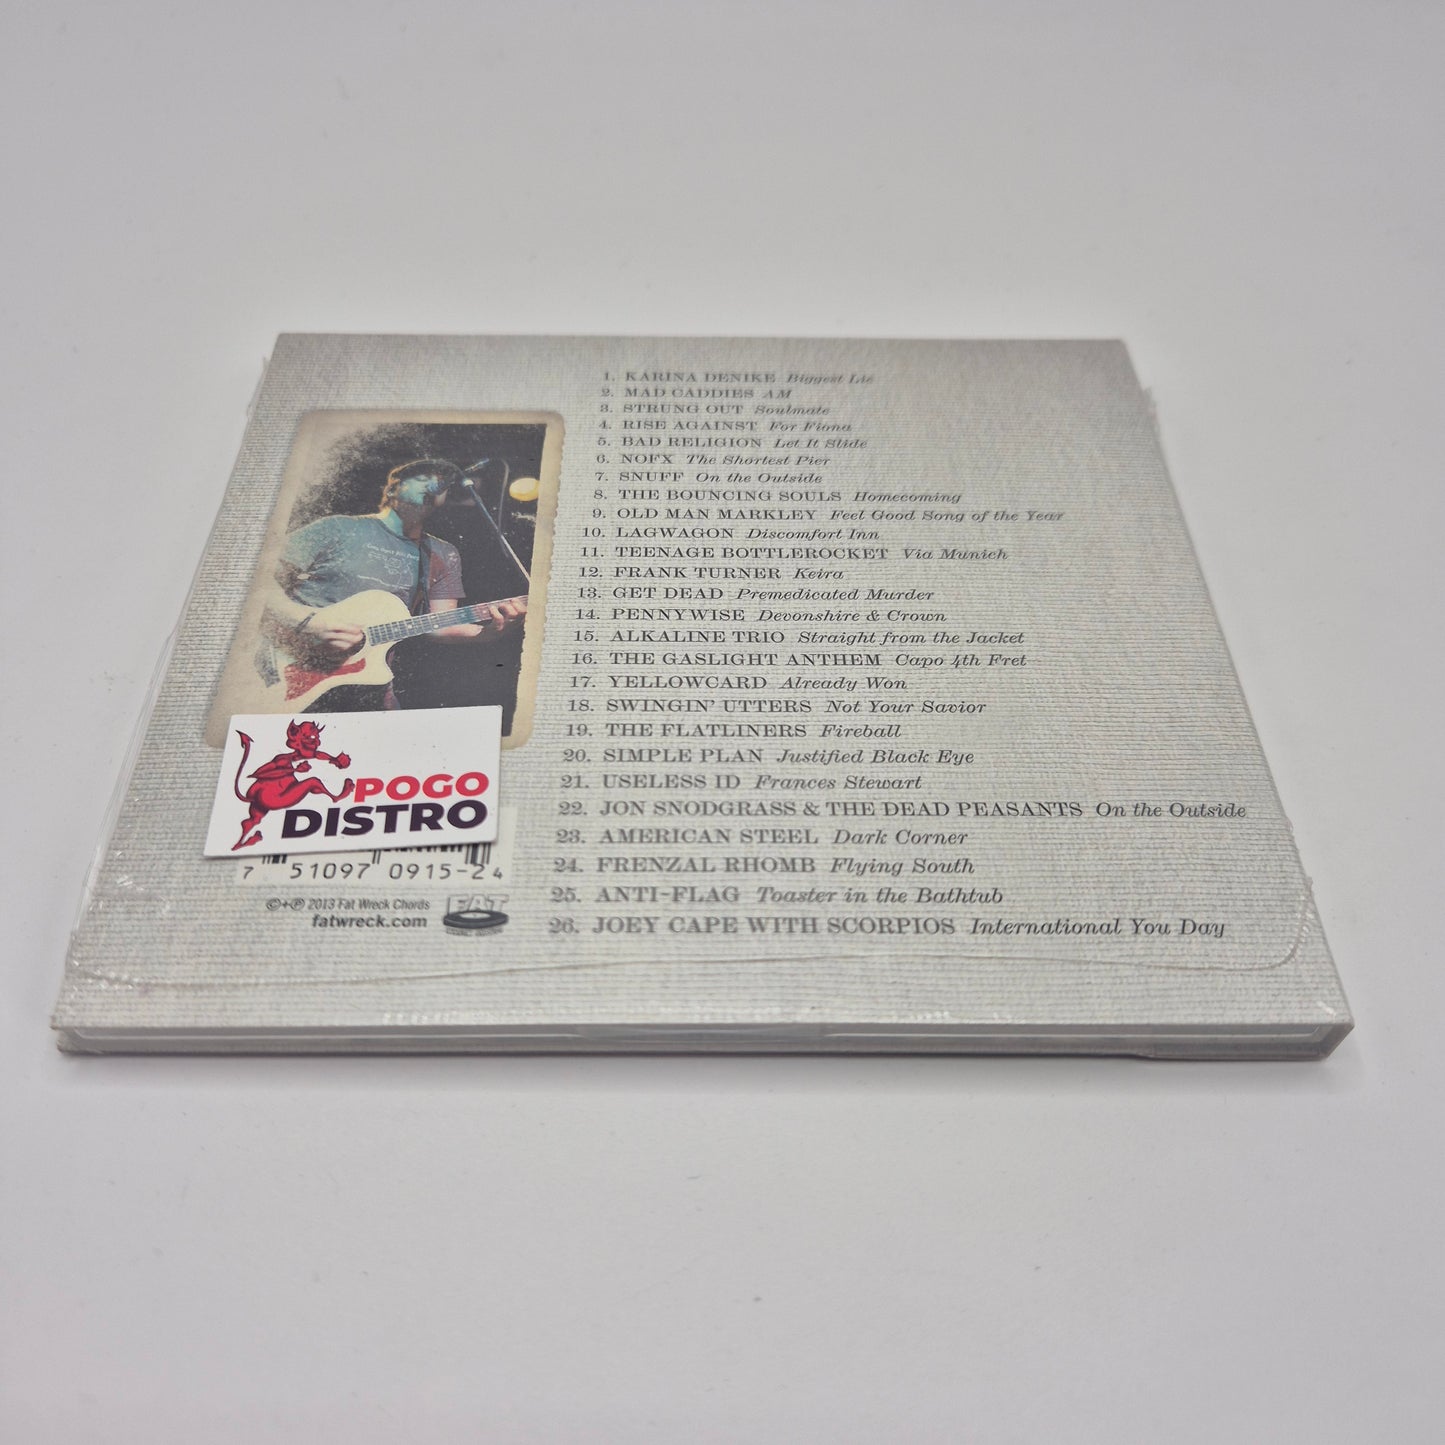 1. KARINA DENIKE Biggest Lie
2. MAD CADDIES AM
3. STRUNG OUT Soulmate
4. RISE AGAINST For Fiona
5. BAD RELIGION Let It Slide
6. NOFX The Shortest Pier
7. SNUFF On the Outside
8. THE BOUNCING SOULS Homecoming
9. OLD MAN MARKLEY Feel Good Song of the Year
10. LAGWAGON Discomfort Inn
11. TEENAGE BOTTLEROCKET Via Munich
12. FRANK TURNER Keira
13. GET DEAD Premedicated Murder
14. PENNYWISE Devonshire & Crown
15. ALKALINE TRIO Straight from the Jacket
16. THE GASLIGHT ANTHEM Capo 4th Fret
17. YELLOWCARD Already Won
18. SWINGIN' UTTERS Not Your Savior
19. THE FLATLINERS Fireball
20. SIMPLE PLAN Justified Black Eye
21. USELESS ID Frances Stewart
22. JON SNODGRASS & THE DEAD PEASANTS On the Outside
23. AMERICAN STEEL Dark Corner
24. FRENZAL RHOMB Flying South
25. ANTI-FLAG Toaster in the Bathtub
26. JOEY CAPE WITH SCORPIOS International You Day
POGO
DISTRO
7 51097 0915-2 4
©+℗ 2013 Fat Wreck Chords
fatwreck.com
FAT